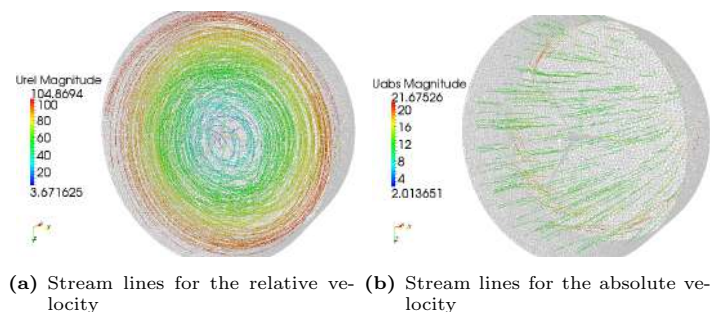 Urel Magnitude
104.8694
100
80
60
40
20
3.671625
Uabs Magnitude
21.67526
20
16
12
8
4
2.013651
(a) Stream lines for the relative ve-
locity
(b) Stream lines for the absolute ve-
locity